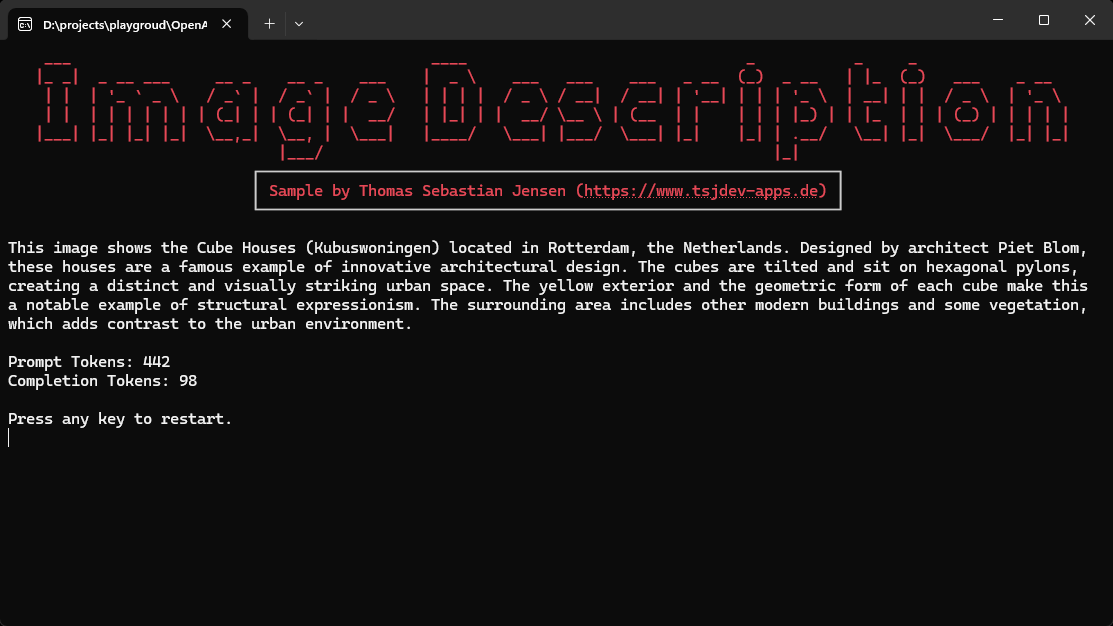 D:\projects\playgroud\OpenA
Image Description
Sample by Thomas Sebastian Jensen (https://www.tsjdev-apps.de)
This image shows the Cube Houses (Kubuswoningen) located in Rotterdam, the Netherlands. Designed by architect Piet Blom,
these houses are a famous example of innovative architectural design. The cubes are tilted and sit on hexagonal pylons,
creating a distinct and visually striking urban space. The yellow exterior and the geometric form of each cube make this
a notable example of structural expressionism. The surrounding area includes other modern buildings and some vegetation,
which adds contrast to the urban environment.
Prompt Tokens: 442
Completion Tokens: 98
Press any key to restart.